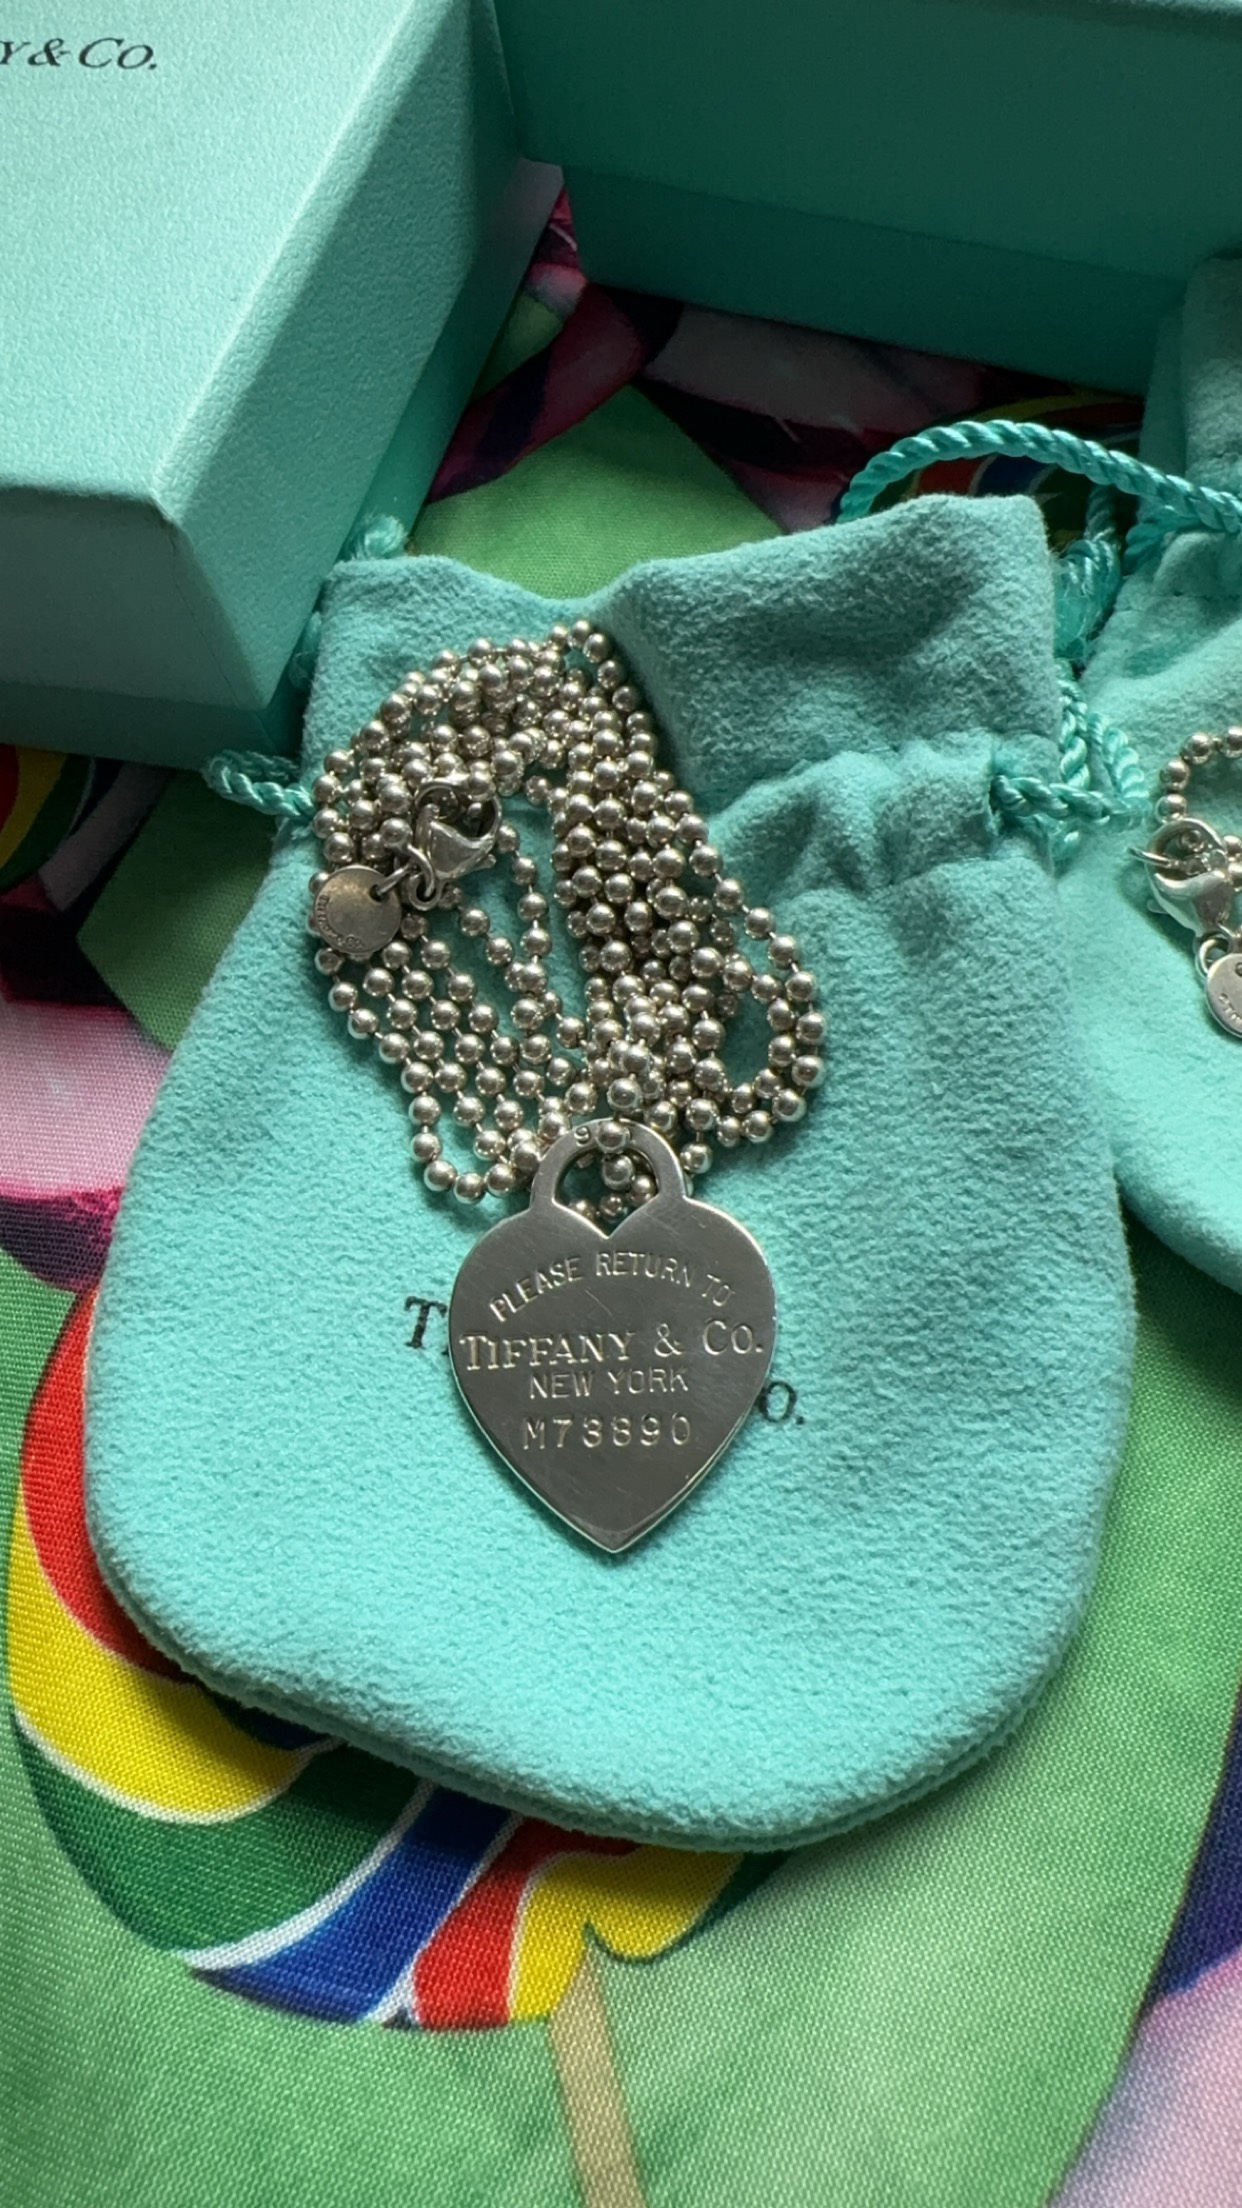 Y & CO.
PLEASE RETURN TO
TIFFANY & CO.
NEW YORK
M73890
T
O.